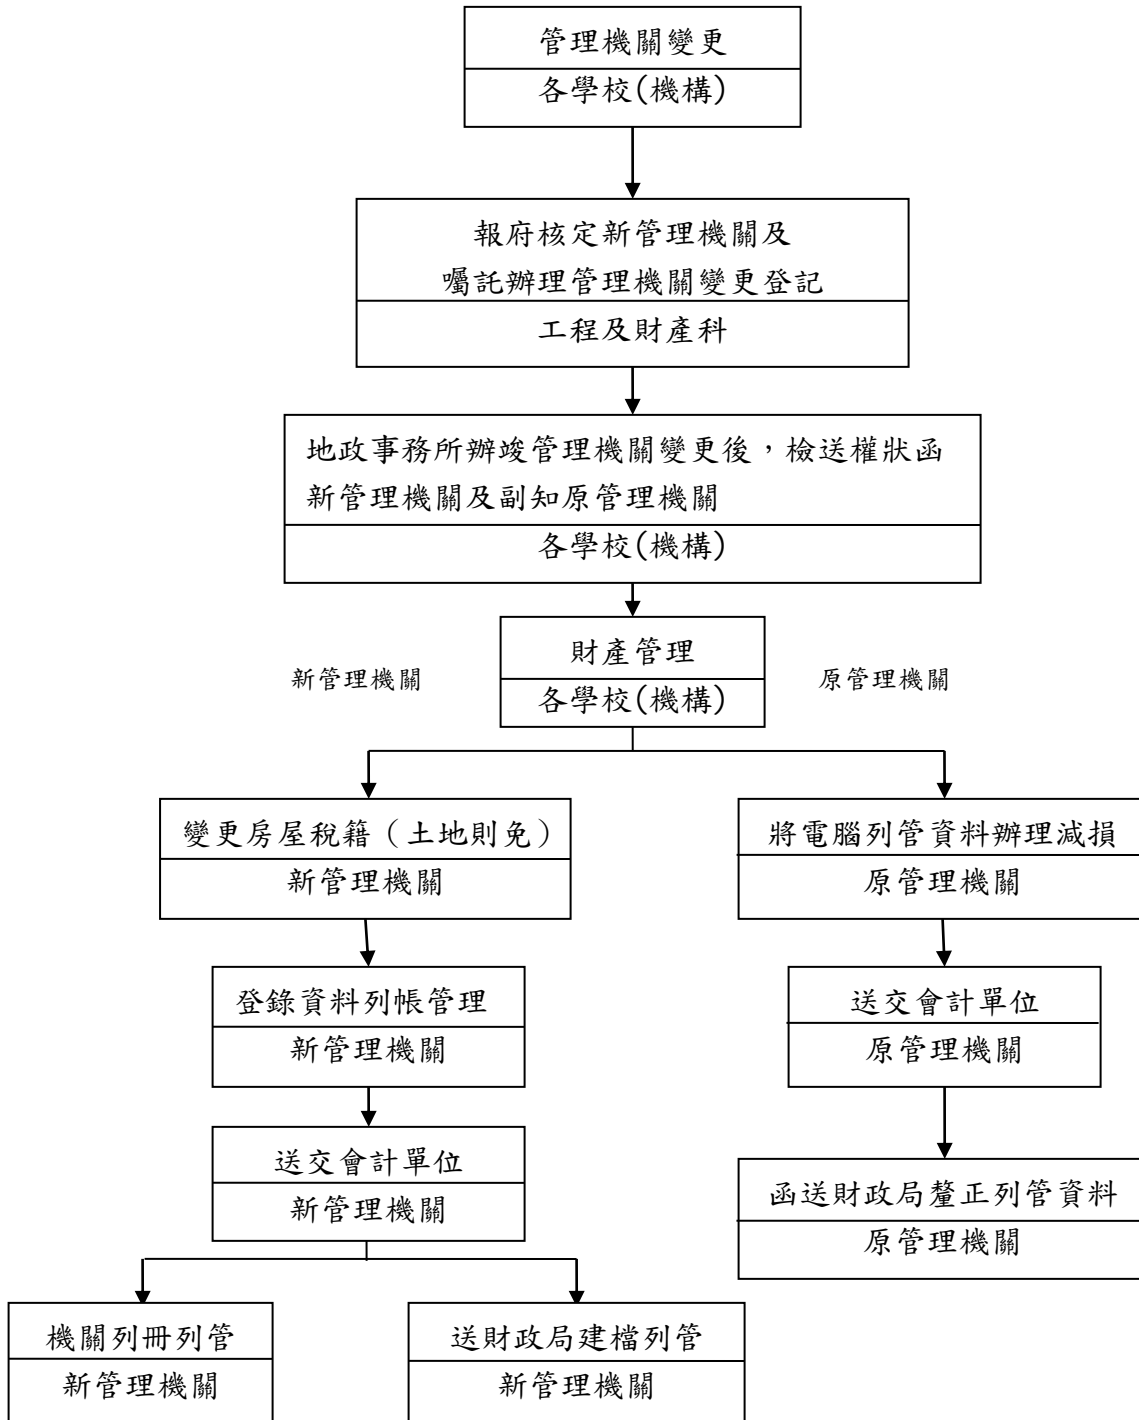 管理機關變更
各學校(機構)
報府核定新管理機關及
囑託辦理管理機關變更登記
工程及財產科
地政事務所辦竣管理機關變更後，檢送權狀函
新管理機關及副知原管理機關
各學校(機構)
財產管理
各學校(機構)
新管理機關
原管理機關
變更房屋稅籍（土地則免）
新管理機關
將電腦列管資料辦理減損
原管理機關
登錄資料列帳管理
新管理機關
送交會計單位
原管理機關
送交會計單位
新管理機關
函送財政局釐正列管資料
原管理機關
機關列冊列管
新管理機關
送財政局建檔列管
新管理機關